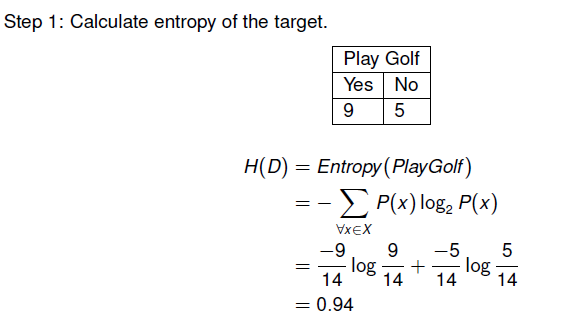 Step 1: Calculate entropy of the target.
Play Golf
Yes No
9 5
H(D) = Entropy(PlayGolf)
= − ∑ P(x) log₂ P(x)
∀x∈X
= −9/14 log 9/14 + −5/14 log 5/14
= 0.94